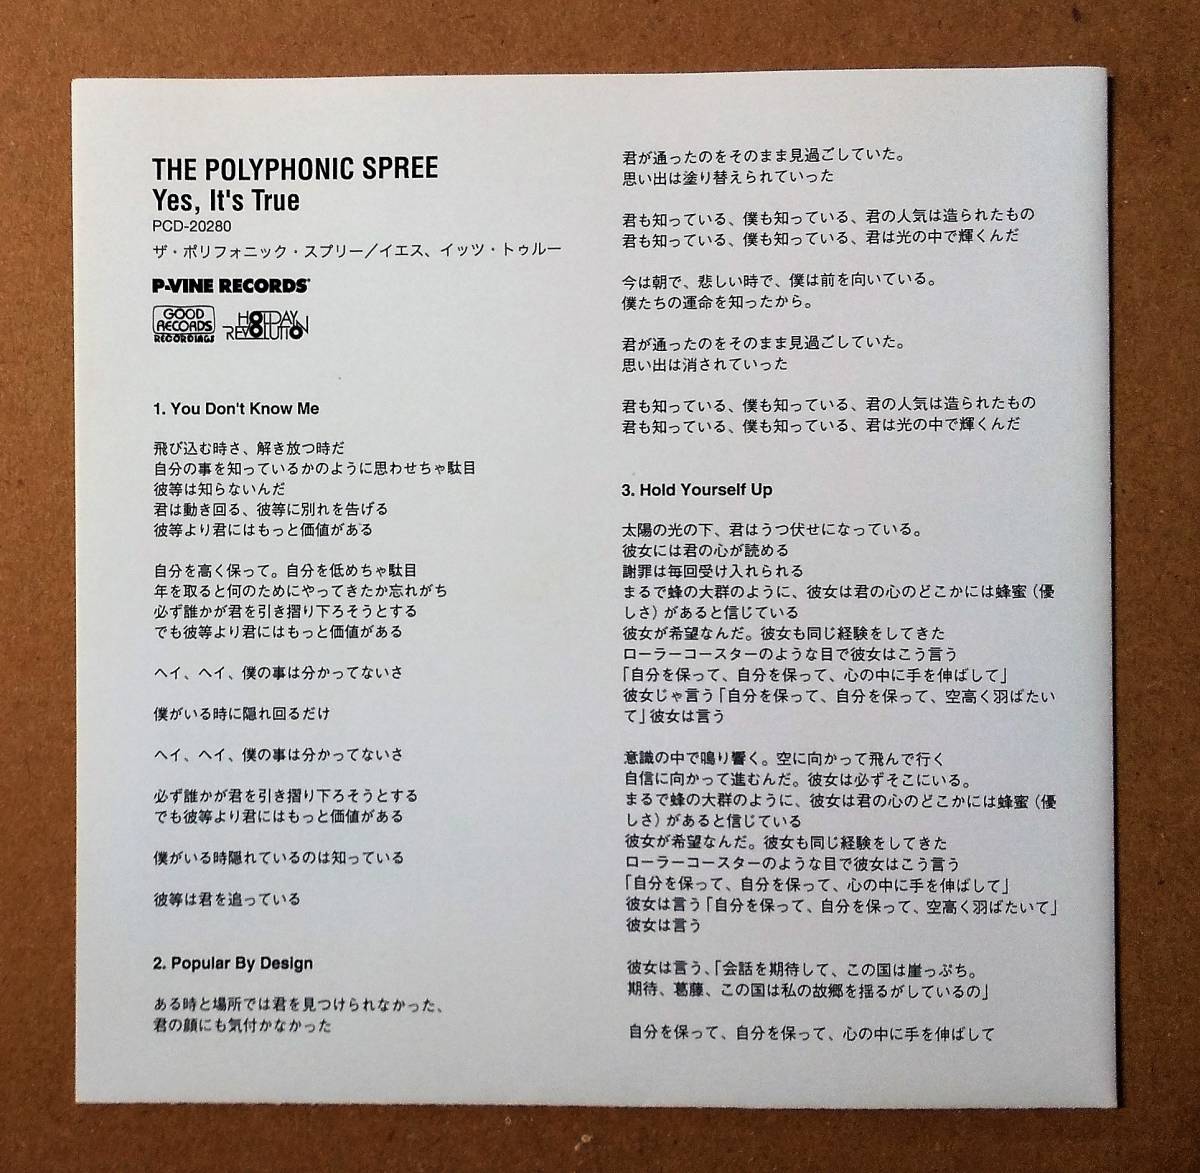 THE POLYPHONIC SPREE
Yes, It's True
PCD-20280
ザ・ポリフォニック・スプリー／イエス、イッツ・トゥルー
P-VINE RECORDS
GOOD
RECORDS
RECORDINGS
HOTDAY
REVOLUTION
1. You Don't Know Me
飛び込む時さ、解き放つ時だ
自分の事を知っているかのように思わせちゃ駄目
彼等は知らないんだ
君は動き回る、彼等に別れを告げる
彼等より君にはもっと価値がある
自分を高く保って。自分を低めちゃ駄目
年を取ると何のためにやってきたか忘れがち
必ず誰かが君を引き摺り下ろそうとする
でも彼等より君にはもっと価値がある
ヘイ、ヘイ、僕の事は分かってないさ
僕がいる時に隠れ回るだけ
ヘイ、ヘイ、僕の事は分かってないさ
必ず誰かが君を引き摺り下ろそうとする
でも彼等より君にはもっと価値がある
僕がいる時隠れているのは知っている
彼等は君を追っている
2. Popular By Design
ある時と場所では君を見つけられなかった、
君の顔にも気付かなかった
君が通ったのをそのまま見過ごしていた。
思い出は塗り替えられていった
君も知っている、僕も知っている、君の人気は造られたもの
君も知っている、僕も知っている、君は光の中で輝くんだ
今は朝で、悲しい時で、僕は前を向いている。
僕たちの運命を知ったから。
君が通ったのをそのまま見過ごしていた。
思い出は消されていった
君も知っている、僕も知っている、君の人気は造られたもの
君も知っている、僕も知っている、君は光の中で輝くんだ
3. Hold Yourself Up
太陽の光の下、君はうつ伏せになっている。
彼女には君の心が読める
謝罪は毎回受け入れられる
まるで蜂の大群のように、彼女は君の心のどこかには蜂蜜（優
しさ）があると信じている
彼女が希望なんだ。彼女も同じ経験をしてきた
ローラーコースターのような目で彼女はこう言う
「自分を保って、自分を保って、心の中に手を伸ばして」
彼女じゃ言う「自分を保って、自分を保って、空高く羽ばたい
て」彼女は言う
意識の中で鳴り響く。空に向かって飛んで行く
自信に向かって進むんだ。彼女は必ずそこにいる。
まるで蜂の大群のように、彼女は君の心のどこかには蜂蜜（優
しさ）があると信じている
彼女が希望なんだ。彼女も同じ経験をしてきた
ローラーコースターのような目で彼女はこう言う
「自分を保って、自分を保って、心の中に手を伸ばして」
彼女は言う「自分を保って、自分を保って、空高く羽ばたいて」
彼女は言う
彼女は言う、「会話を期待して、この国は崖っぷち。
期待、葛藤、この国は私の故郷を揺るがしているの」
自分を保って、自分を保って、心の中に手を伸ばして